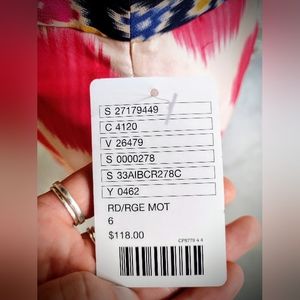 S 27179449
C 4120
V 26479
S 0000278
S 33AIBCR278C
Y 0462
RD/RGE MOT
6
$118.00